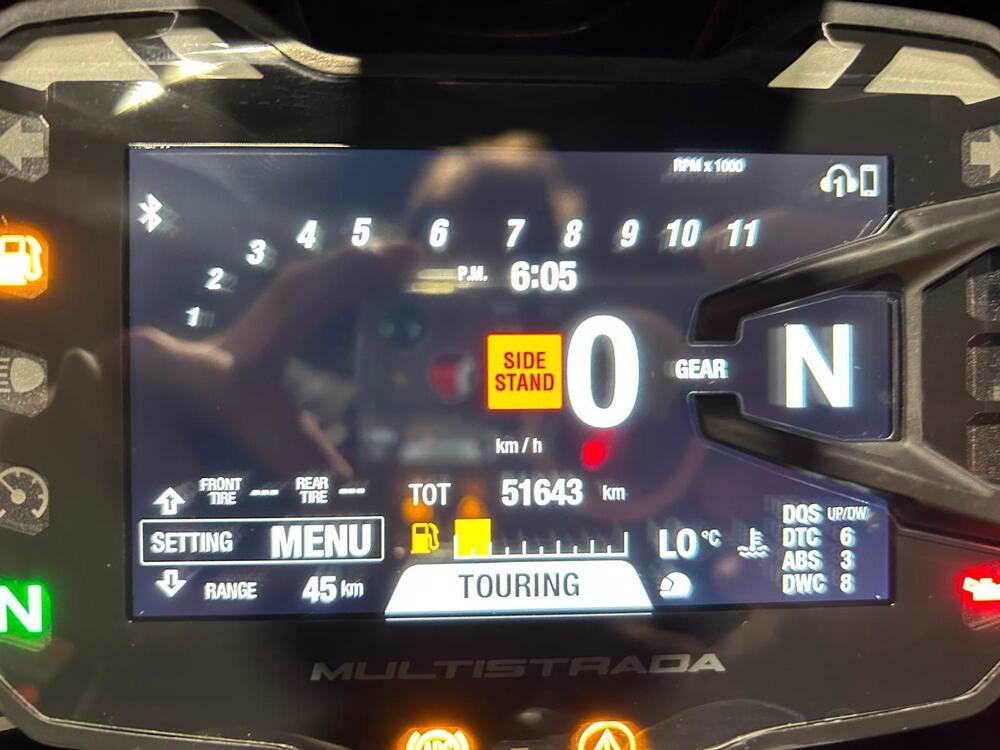 RPM x 1000
1
1 2 3 4 5 6 7 8 9 10 11
P.M. 6:05
SIDE
STAND
0
GEAR
N
km/h
FRONT
TIRE ---
REAR
TIRE ---
TOT 51643 km
SETTING MENU
RANGE 45 km
LO °C
DQS UP/DW
DTC 6
ABS 3
DWC 8
TOURING
N
MULTISTRADA
ABS